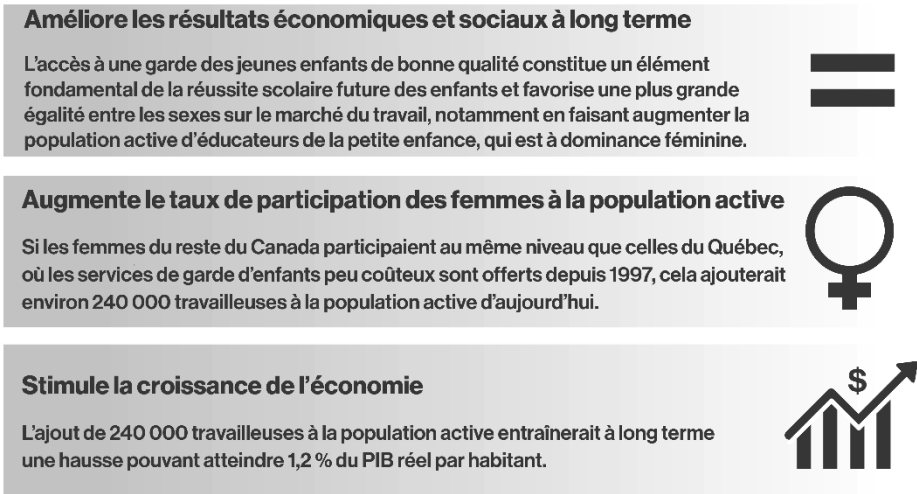 Améliore les résultats économiques et sociaux à long terme
L'accès à une garde des jeunes enfants de bonne qualité constitue un élément
fondamental de la réussite scolaire future des enfants et favorise une plus grande
égalité entre les sexes sur le marché du travail, notamment en faisant augmenter la
population active d'éducateurs de la petite enfance, qui est à dominance féminine.
Augmente le taux de participation des femmes à la population active
Si les femmes du reste du Canada participaient au même niveau que celles du Québec,
où les services de garde d'enfants peu coûteux sont offerts depuis 1997, cela ajouterait
environ 240 000 travailleuses à la population active d'aujourd'hui.
Stimule la croissance de l'économie
$
L'ajout de 240 000 travailleuses à la population active entraînerait à long terme
une hausse pouvant atteindre 1,2 % du PIB réel par habitant.